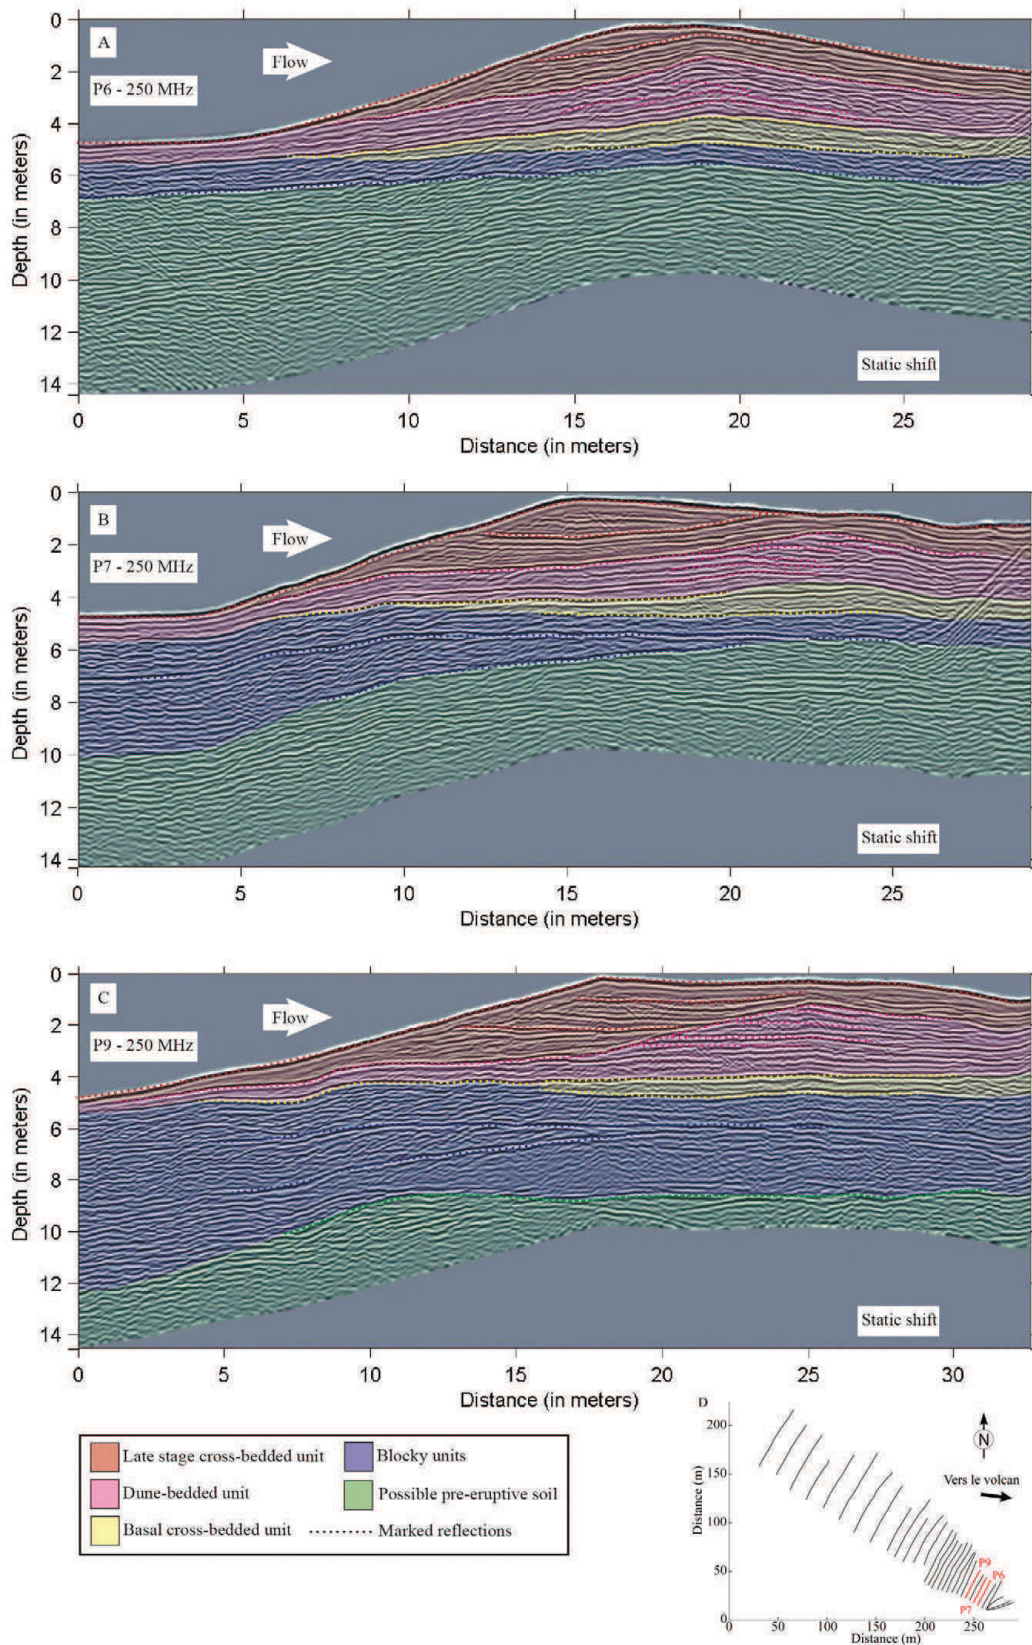 A
Flow
P6 - 250 MHz
Static shift
Depth (in meters)
0
2
4
6
8
10
12
14
0 5 10 15 20 25
Distance (in meters)
B
Flow
P7 - 250 MHz
Static shift
Depth (in meters)
0
2
4
6
8
10
12
14
0 5 10 15 20 25
Distance (in meters)
C
Flow
P9 - 250 MHz
Static shift
Depth (in meters)
0
2
4
6
8
10
12
14
0 5 10 15 20 25 30
Distance (in meters)
Late stage cross-bedded unit
Blocky units
Dune-bedded unit
Possible pre-eruptive soil
Basal cross-bedded unit
Marked reflections
D
N
Vers le volcan
Distance (m)
200
150
100
50
0
P9
P6
P7
0 50 100 150 200 250
Distance (m)